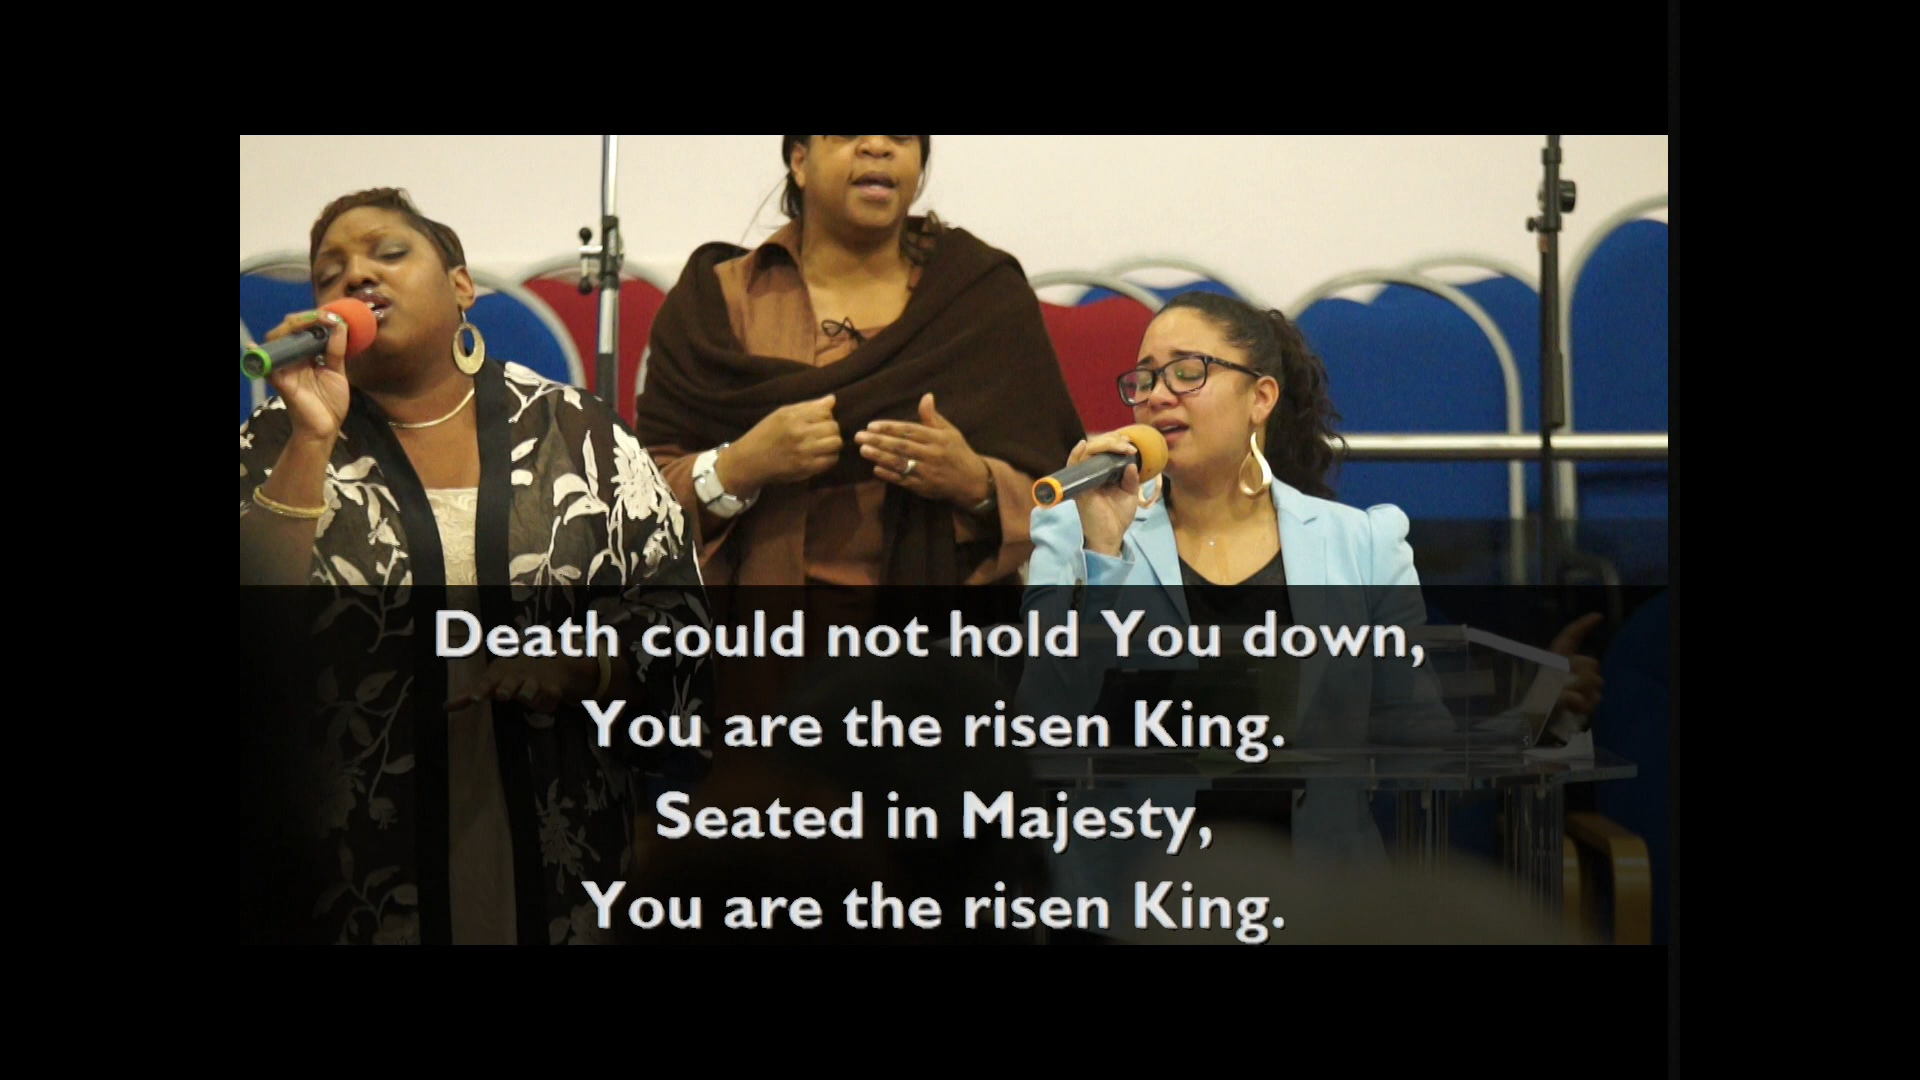 Death could not hold You down,
You are the risen King.
Seated in Majesty,
You are the risen King.